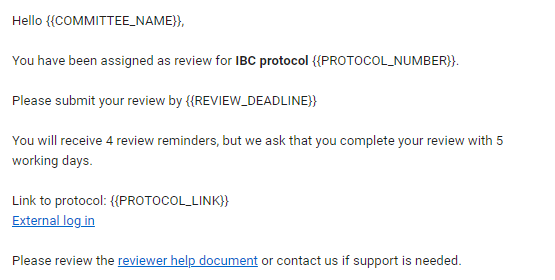 Hello {{COMMITTEE_NAME}},
You have been assigned as review for IBC protocol {{PROTOCOL_NUMBER}}.
Please submit your review by {{REVIEW_DEADLINE}}
You will receive 4 review reminders, but we ask that you complete your review with 5
working days.
Link to protocol: {{PROTOCOL_LINK}}
External log in
Please review the reviewer help document or contact us if support is needed.